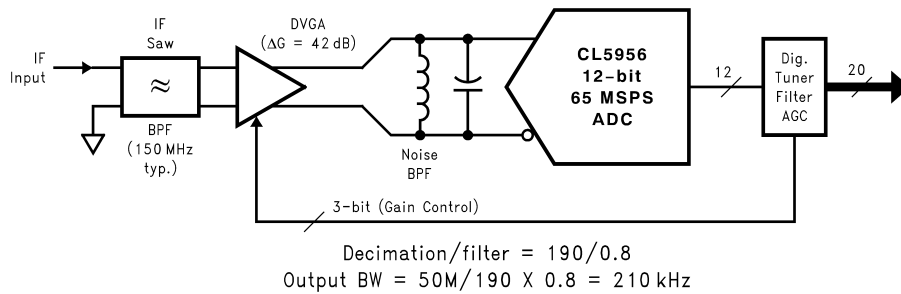 IF
Saw
DVGA
(ΔG = 42 dB)
IF
Input
≈
BPF
(150 MHz
typ.)
Noise
BPF
CL5956
12-bit
65 MSPS
ADC
12
Dig.
Tuner
Filter
AGC
20
3-bit (Gain Control)
Decimation/filter = 190/0.8
Output BW = 50M/190 X 0.8 = 210 kHz